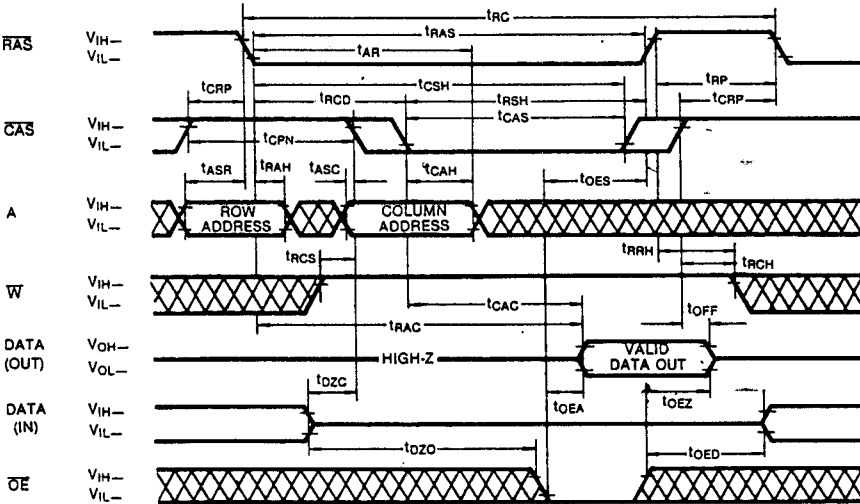 tRC
RAS VIH–
VIL–
tRAS
tAR
tCRP
tCSH
tRP
tRCD
tRSH
tCRP
CAS VIH–
VIL–
tCPN
tCAS
tASR
tRAH
tASC
tCAH
tOES
A VIH–
VIL–
ROW
ADDRESS
COLUMN
ADDRESS
tRRH
tRCS
tRCH
W VIH–
VIL–
tCAC
tRAC
tOFF
DATA
(OUT)
VOH–
VOL–
HIGH-Z
VALID
DATA OUT
tDZC
tOEA
tOEZ
DATA
(IN)
VIH–
VIL–
tDZO
tOED
OE VIH–
VIL–